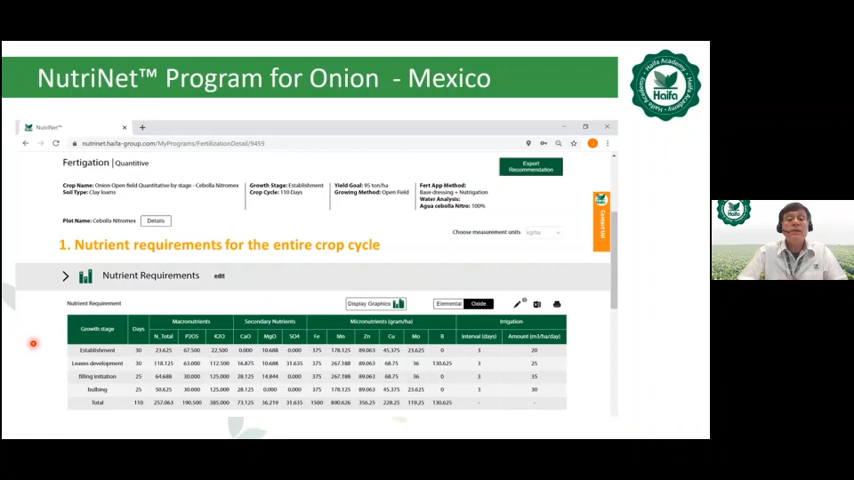 NutriNet™ Program for Onion - Mexico
Haifa Academy
Haifa
NutriNet™
nutrinet.haifa-group.com/MyPrograms/FertilizationDetail/9459
Fertigation | Quantitive
Export Recommendation
Crop Name: Onion-Open field Quantitative by stage - Cebolla Nitromex Growth Stage: Establishment Yield Goal: 95 ton/ha Fert App Method:
Soil Type: Clay loams Crop Cycle: 110 Days Growing Method: Open Field Base dressing + Nutrigation
Water Analysis:
Agua cebolla Nitro: 100%
Plot Name: Cebolla Nitromex Details
Contact Us!
Choose measurement units kg/ha
1. Nutrient requirements for the entire crop cycle
Nutrient Requirements edit
Nutrient Requirement Display Graphics Elemental Oxide
Growth stage Days Macronutrients Secondary Nutrients Micronutrients (gram/ha) Irrigation
N_Total P2O5 K2O CaO MgO SO4 Fe Mn Zn Cu Mo B Interval (days) Amount (m3/ha/day)
Establishment 30 23.625 67.500 22.500 0.000 10.688 0.000 375 178.125 89.063 45.375 23.625 0 3 20
Leaves development 30 118.125 63.000 112.500 16.875 10.688 31.635 375 267.188 89.063 68.75 36 130.625 3 25
filling initiation 25 64.688 30.000 125.000 28.125 14.844 0.000 375 267.188 89.063 68.75 36 0 3 35
bulbing 25 50.625 30.000 125.000 28.125 0.000 0.000 375 178.125 89.063 45.375 23.625 0 3 30
Total 110 257.063 190.500 385.000 73.125 36.219 31.635 1500 890.626 356.25 228.25 119.25 130.625 - -
Haifa